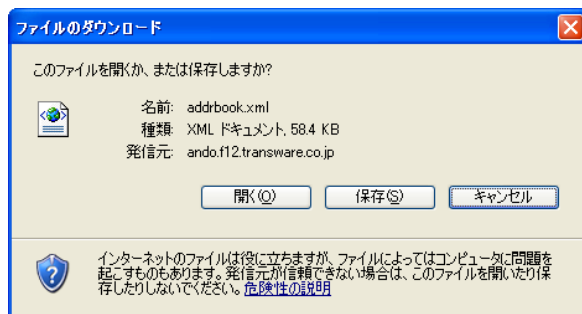 ファイルのダウンロード
このファイルを開くか、または保存しますか?
名前: addrbook.xml
種類: XML ドキュメント, 58.4 KB
発信元: ando.f12.transware.co.jp
開く(O) 保存(S) キャンセル
インターネットのファイルは役に立ちますが、ファイルによってはコンピュータに問題を
起こすものもあります。発信元が信頼できない場合は、このファイルを開いたり保
存したりしないでください。危険性の説明